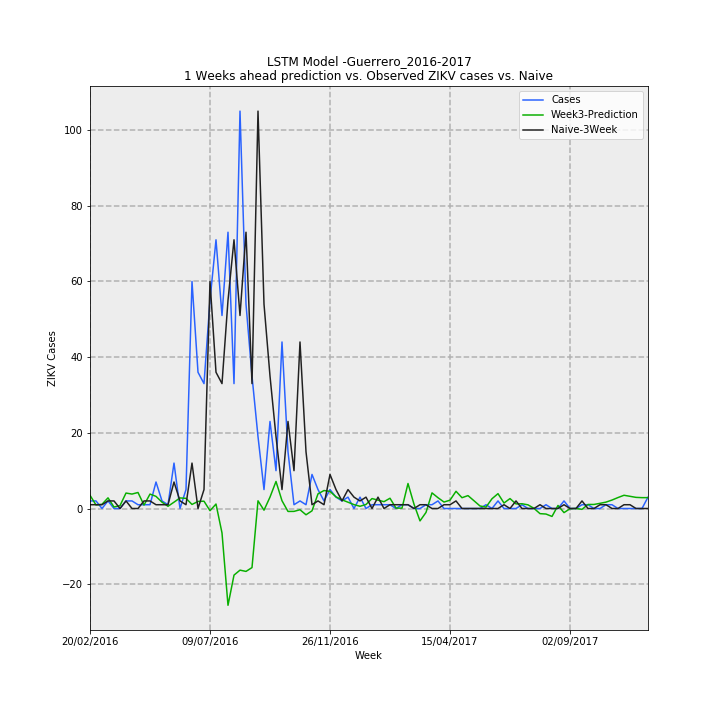 LSTM Model -Guerrero_2016-2017
1 Weeks ahead prediction vs. Observed ZIKV cases vs. Naive
Cases
Week3-Prediction
Naive-3Week
100
80
60
40
20
0
−20
ZIKV Cases
20/02/2016 09/07/2016 26/11/2016 15/04/2017 02/09/2017
Week